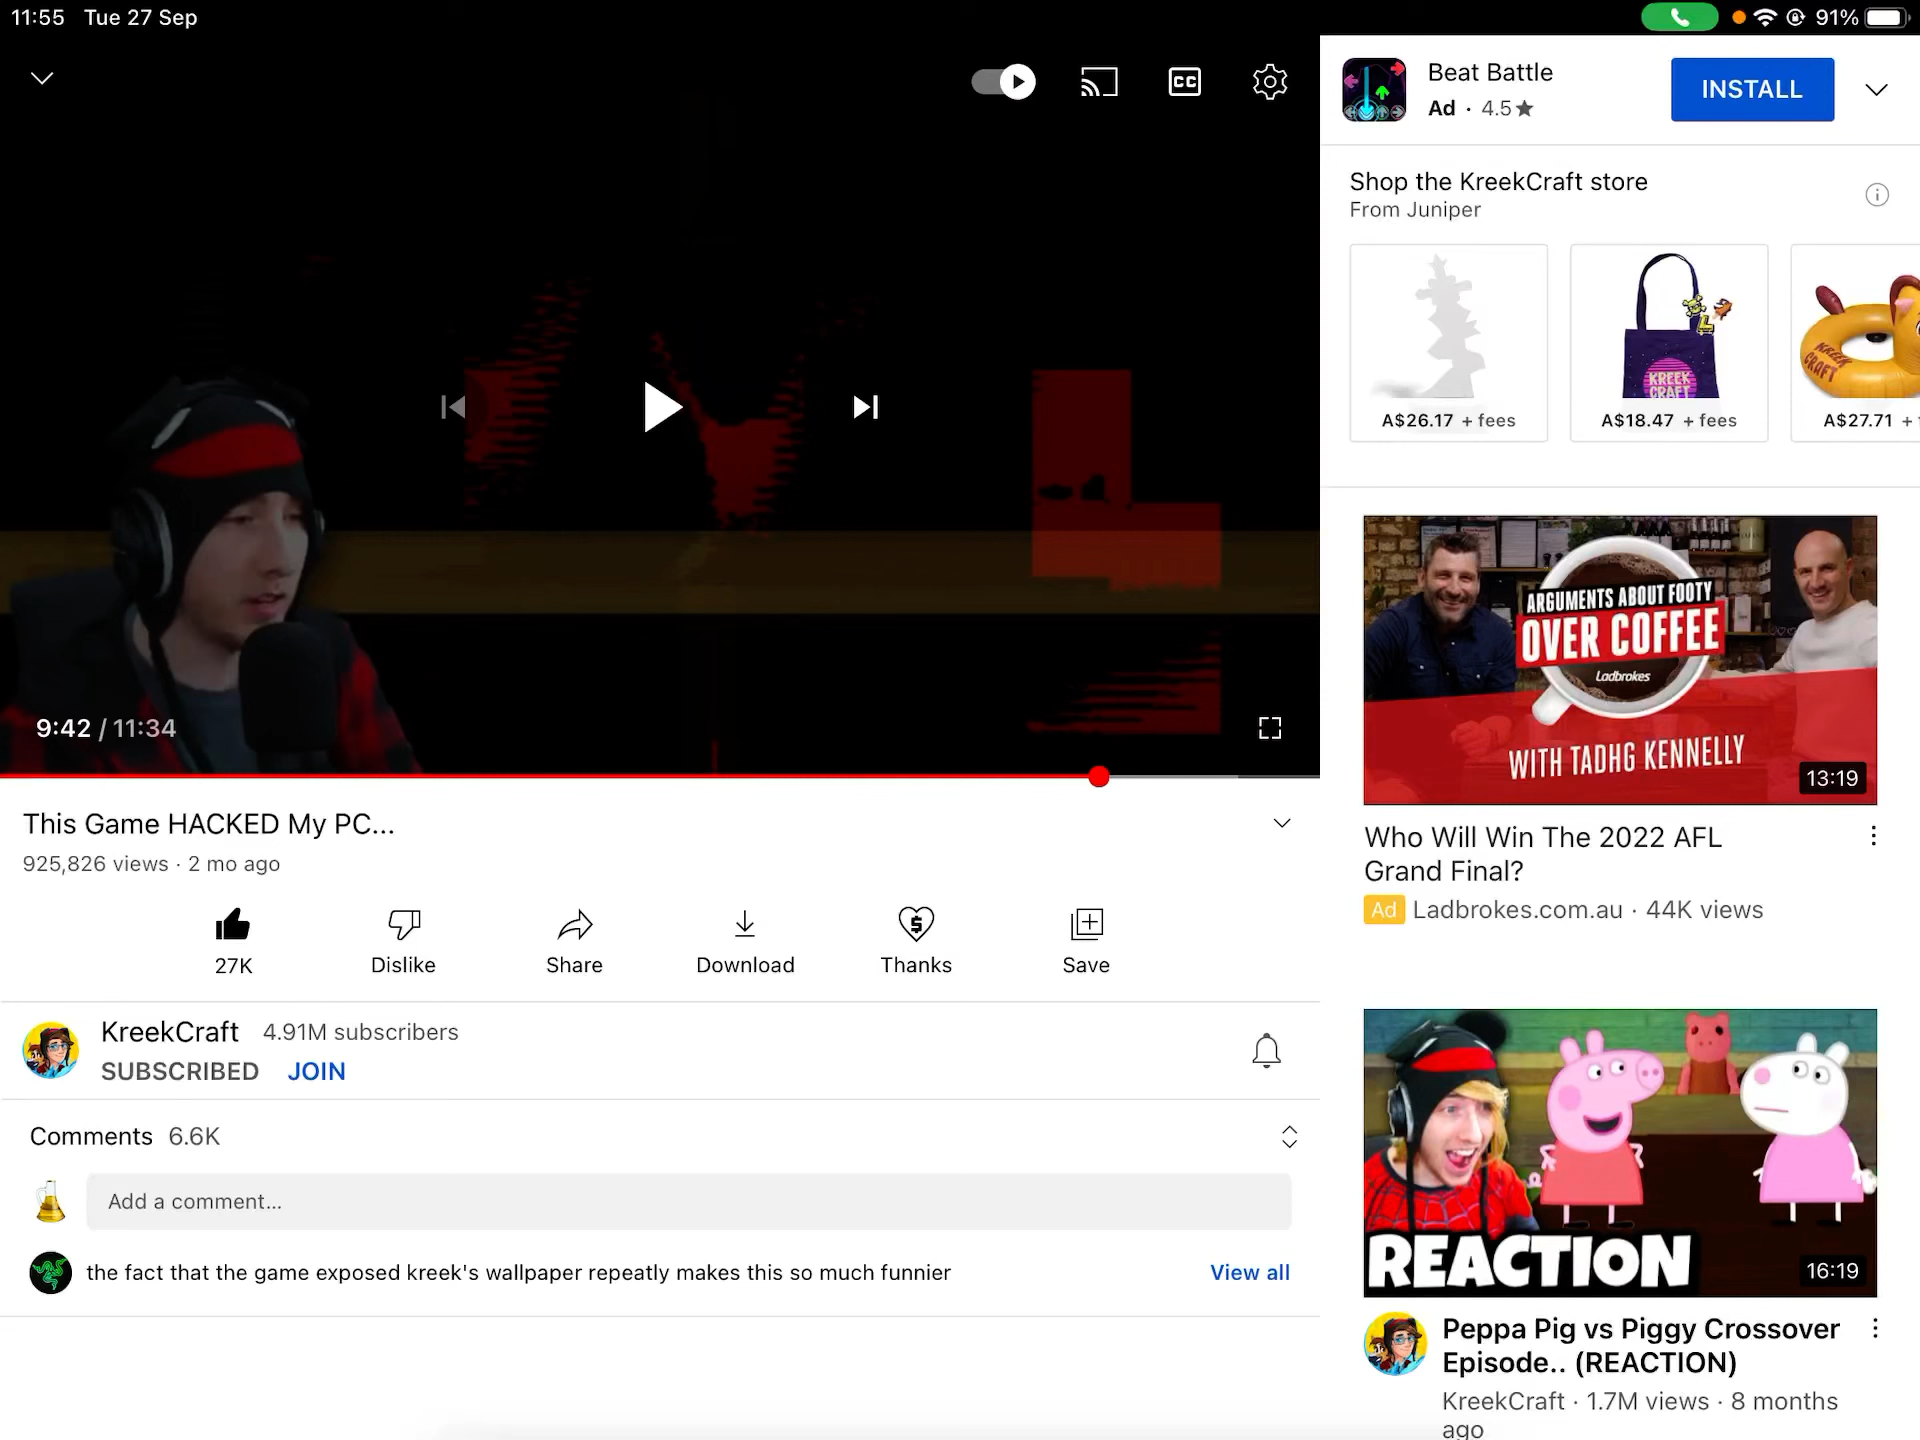 11:55 Tue 27 Sep
91%
CC
9:42 / 11:34
This Game HACKED My PC...
925,826 views · 2 mo ago
27K
Dislike
Share
Download
Thanks
Save
KreekCraft 4.91M subscribers
SUBSCRIBED JOIN
Comments 6.6K
Add a comment...
the fact that the game exposed kreek's wallpaper repeatly makes this so much funnier
View all
Beat Battle
Ad · 4.5★
INSTALL
Shop the KreekCraft store
From Juniper
KREEK
CRAFT
KREEK
CRAFT
A$26.17 + fees
A$18.47 + fees
A$27.71 +
ARGUMENTS ABOUT FOOTY
OVER COFFEE
Ladbrokes
WITH TADHG KENNELLY
13:19
Who Will Win The 2022 AFL
Grand Final?
Ad Ladbrokes.com.au · 44K views
REACTION
16:19
Peppa Pig vs Piggy Crossover
Episode.. (REACTION)
KreekCraft · 1.7M views · 8 months
ago